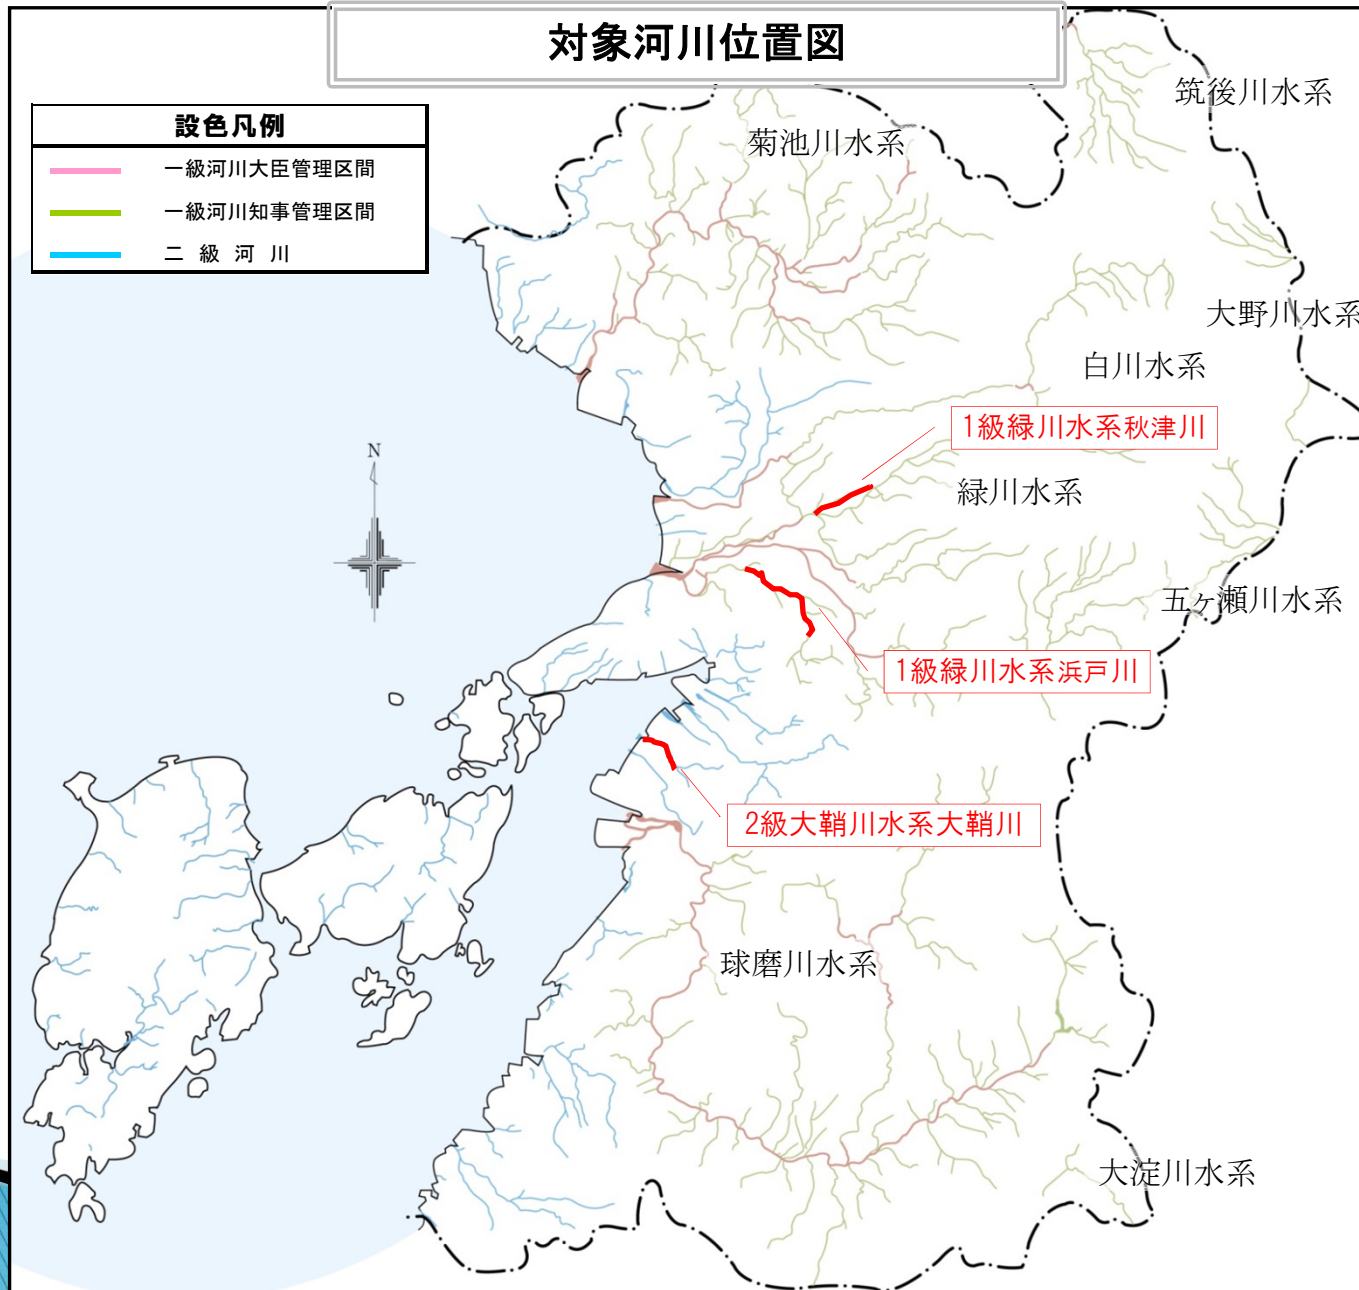 対象河川位置図
設色凡例
一級河川大臣管理区間
一級河川知事管理区間
二級河川
筑後川水系
菊池川水系
大野川水系
白川水系
1級緑川水系秋津川
緑川水系
N
五ヶ瀬川水系
1級緑川水系浜戸川
2級大鞘川水系大鞘川
球磨川水系
大淀川水系